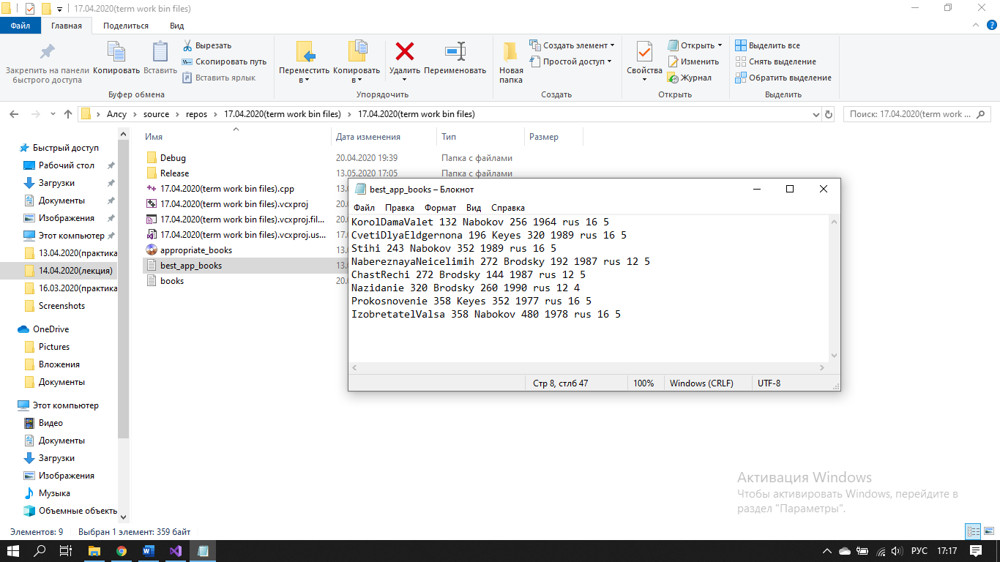 17.04.2020(term work bin files)
Файл Главная Поделиться Вид
Закрепить на панели быстрого доступа
Копировать
Вставить
Вырезать
Скопировать путь
Вставить ярлык
Буфер обмена
Переместить в
Копировать в
Удалить
Переименовать
Упорядочить
Новая папка
Создать элемент
Простой доступ
Создать
Свойства
Открыть
Изменить
Журнал
Открыть
Выделить все
Снять выделение
Обратить выделение
Выделить
Алсу › source › repos › 17.04.2020(term work bin files) › 17.04.2020(term work bin files)
Поиск: 17.04.2020(term work ...
Быстрый доступ
Рабочий стол
Загрузки
Документы
Изображения
Этот компьютер
13.04.2020(практика
14.04.2020(лекция)
16.03.2020(практика
Screenshots
OneDrive
Pictures
Вложения
Документы
Этот компьютер
Видео
Документы
Загрузки
Изображения
Музыка
Объемные объекть
Имя Дата изменения Тип Размер
Debug 20.04.2020 19:39 Папка с файлами
Release 13.05.2020 17:05 Папка с файлами
17.04.2020(term work bin files).cpp 13.
17.04.2020(term work bin files).vcxproj 20.
17.04.2020(term work bin files).vcxproj.fil... 20.
17.04.2020(term work bin files).vcxproj.us... 17.
appropriate_books 13.
best_app_books 13.
books 20.
best_app_books – Блокнот
Файл Правка Формат Вид Справка
KorolDamaValet 132 Nabokov 256 1964 rus 16 5
CvetiDlyaEldgernona 196 Keyes 320 1989 rus 16 5
Stihi 243 Nabokov 352 1989 rus 16 5
NabereznayaNeicelimih 272 Brodsky 192 1987 rus 12 5
ChastRechi 272 Brodsky 144 1987 rus 12 5
Nazidanie 320 Brodsky 260 1990 rus 12 4
Prokosnovenie 358 Keyes 352 1977 rus 16 5
IzobretatelValsa 358 Nabokov 480 1978 rus 16 5
Стр 8, стлб 47 100% Windows (CRLF) UTF-8
Активация Windows
Чтобы активировать Windows, перейдите в
раздел "Параметры".
Элементов: 9 Выбран 1 элемент: 359 байт
РУС 17:17